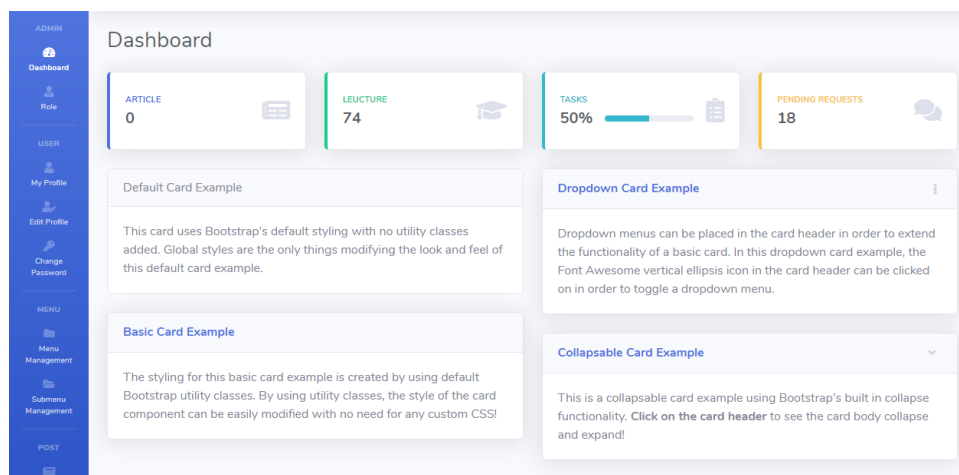 ADMIN
Dashboard
Role
USER
My Profile
Edit Profile
Change
Password
MENU
Menu
Management
Submenu
Management
POST
Dashboard
ARTICLE
0
LEUCTURE
74
TASKS
50%
PENDING REQUESTS
18
Default Card Example
This card uses Bootstrap's default styling with no utility classes
added. Global styles are the only things modifying the look and feel of
this default card example.
Basic Card Example
The styling for this basic card example is created by using default
Bootstrap utility classes. By using utility classes, the style of the card
component can be easily modified with no need for any custom CSS!
Dropdown Card Example
Dropdown menus can be placed in the card header in order to extend
the functionality of a basic card. In this dropdown card example, the
Font Awesome vertical ellipsis icon in the card header can be clicked
on in order to toggle a dropdown menu.
Collapsable Card Example
This is a collapsable card example using Bootstrap's built in collapse
functionality. Click on the card header to see the card body collapse
and expand!